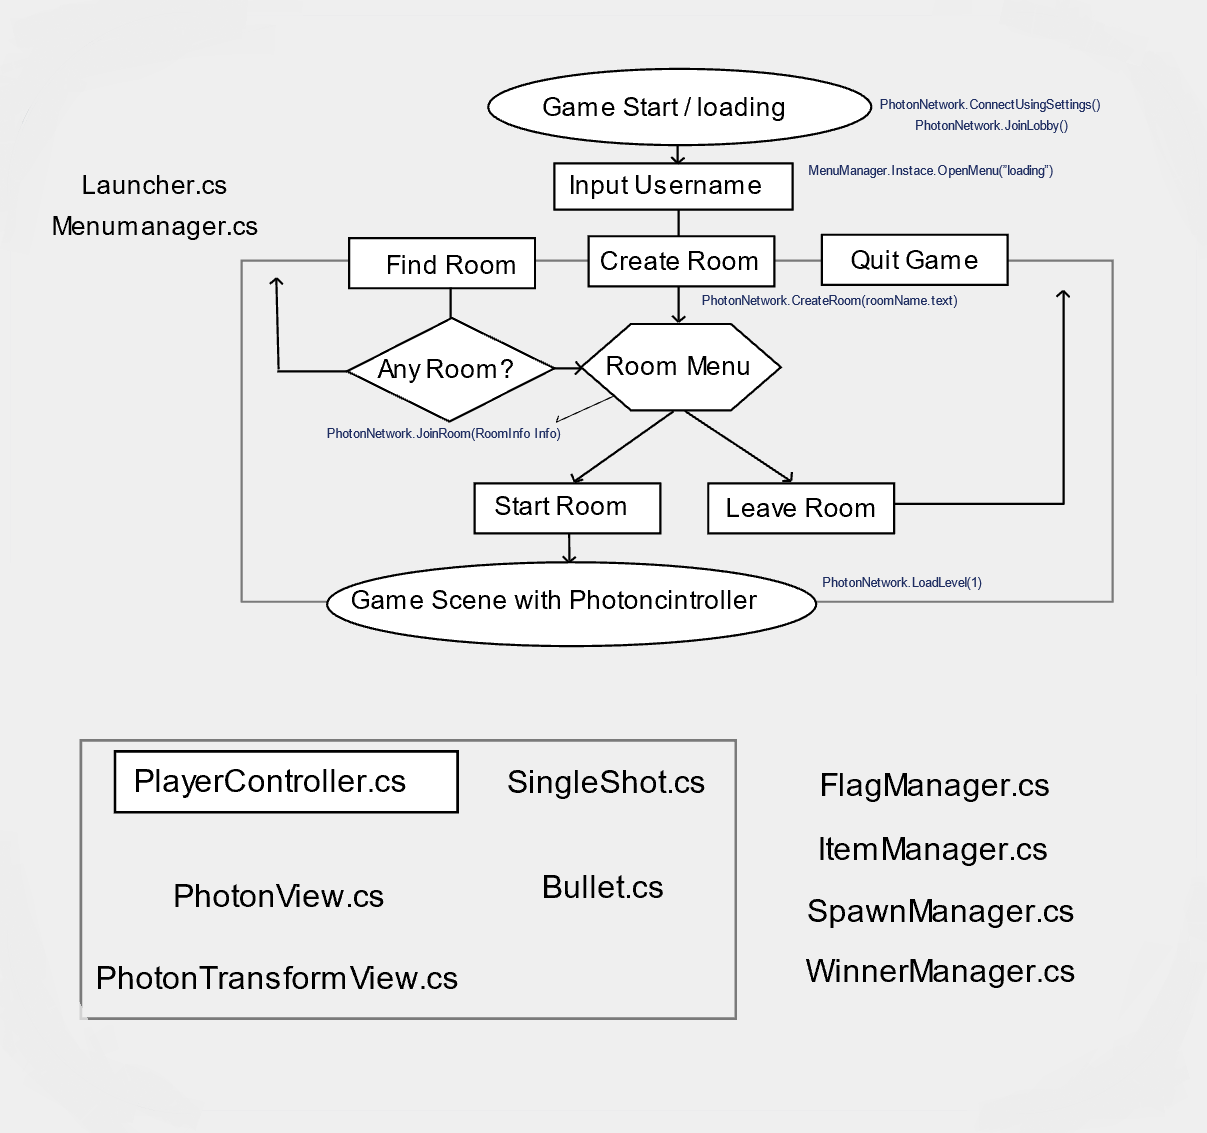 Game Start / loading
PhotonNetwork.ConnectUsingSettings()
PhotonNetwork.JoinLobby()
Input Username
MenuManager.Instace.OpenMenu("loading")
Launcher.cs
Menumanager.cs
Find Room
Create Room
Quit Game
PhotonNetwork.CreateRoom(roomName.text)
Any Room?
Room Menu
PhotonNetwork.JoinRoom(RoomInfo Info)
Start Room
Leave Room
PhotonNetwork.LoadLevel(1)
Game Scene with Photoncintroller
PlayerController.cs
SingleShot.cs
PhotonView.cs
Bullet.cs
PhotonTransformView.cs
FlagManager.cs
ItemManager.cs
SpawnManager.cs
WinnerManager.cs